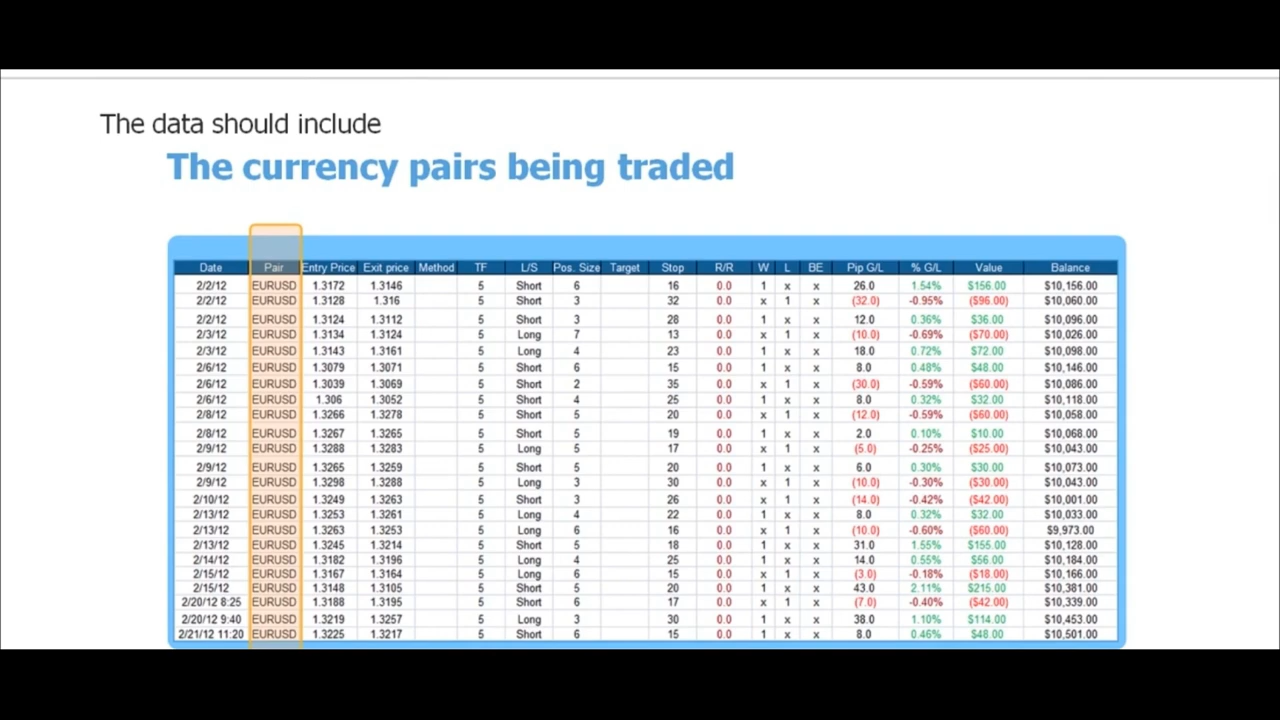 The data should include
The currency pairs being traded
Date Pair Entry Price Exit price Method TF L/S Pos. Size Target Stop R/R W L BE Pip G/L % G/L Value Balance
2/2/12 EURUSD 1.3172 1.3146 5 Short 6 16 0.0 1 x x 26.0 1.54% $156.00 $10,156.00
2/2/12 EURUSD 1.3128 1.316 5 Short 3 32 0.0 x 1 x (32.0) -0.95% ($96.00) $10,060.00
2/2/12 EURUSD 1.3124 1.3112 5 Short 3 28 0.0 1 x x 12.0 0.36% $36.00 $10,096.00
2/3/12 EURUSD 1.3134 1.3124 5 Long 7 13 0.0 x 1 x (10.0) -0.69% ($70.00) $10,026.00
2/3/12 EURUSD 1.3143 1.3161 5 Long 4 23 0.0 1 x x 18.0 0.72% $72.00 $10,098.00
2/6/12 EURUSD 1.3079 1.3071 5 Short 6 15 0.0 1 x x 8.0 0.48% $48.00 $10,146.00
2/6/12 EURUSD 1.3039 1.3069 5 Short 2 35 0.0 x 1 x (30.0) -0.59% ($60.00) $10,086.00
2/6/12 EURUSD 1.306 1.3052 5 Short 4 25 0.0 1 x x 8.0 0.32% $32.00 $10,118.00
2/8/12 EURUSD 1.3266 1.3278 5 Short 5 20 0.0 x 1 x (12.0) -0.59% ($60.00) $10,058.00
2/8/12 EURUSD 1.3267 1.3265 5 Short 5 19 0.0 1 x x 2.0 0.10% $10.00 $10,068.00
2/9/12 EURUSD 1.3288 1.3283 5 Long 5 17 0.0 x 1 x (5.0) -0.25% ($25.00) $10,043.00
2/9/12 EURUSD 1.3265 1.3259 5 Short 5 20 0.0 1 x x 6.0 0.30% $30.00 $10,073.00
2/9/12 EURUSD 1.3298 1.3288 5 Long 3 30 0.0 x 1 x (10.0) -0.30% ($30.00) $10,043.00
2/10/12 EURUSD 1.3249 1.3263 5 Short 3 26 0.0 x 1 x (14.0) -0.42% ($42.00) $10,001.00
2/13/12 EURUSD 1.3253 1.3261 5 Long 4 22 0.0 1 x x 8.0 0.32% $32.00 $10,033.00
2/13/12 EURUSD 1.3263 1.3253 5 Long 6 16 0.0 x 1 x (10.0) -0.60% ($60.00) $9,973.00
2/13/12 EURUSD 1.3245 1.3214 5 Short 5 18 0.0 1 x x 31.0 1.55% $155.00 $10,128.00
2/14/12 EURUSD 1.3182 1.3196 5 Long 4 25 0.0 1 x x 14.0 0.55% $56.00 $10,184.00
2/15/12 EURUSD 1.3167 1.3164 5 Long 6 15 0.0 x 1 x (3.0) -0.18% ($18.00) $10,166.00
2/15/12 EURUSD 1.3148 1.3105 5 Short 5 20 0.0 1 x x 43.0 2.11% $215.00 $10,381.00
2/20/12 8:25 EURUSD 1.3188 1.3195 5 Short 6 17 0.0 x 1 x (7.0) -0.40% ($42.00) $10,339.00
2/20/12 9:40 EURUSD 1.3219 1.3257 5 Long 3 30 0.0 1 x x 38.0 1.10% $114.00 $10,453.00
2/21/12 11:20 EURUSD 1.3225 1.3217 5 Short 6 15 0.0 1 x x 8.0 0.46% $48.00 $10,501.00